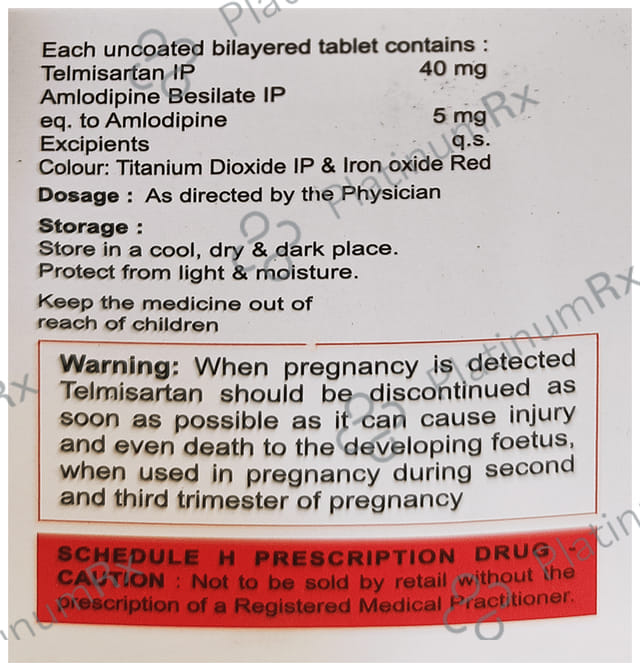 Each uncoated bilayered tablet contains :
Telmisartan IP 40 mg
Amlodipine Besilate IP
eq. to Amlodipine 5 mg
Excipients q.s.
Colour: Titanium Dioxide IP & Iron oxide Red
Dosage : As directed by the Physician
Storage :
Store in a cool, dry & dark place.
Protect from light & moisture.
Keep the medicine out of
reach of children
Warning: When pregnancy is detected
Telmisartan should be discontinued as
soon as possible as it can cause injury
and even death to the developing foetus,
when used in pregnancy during second
and third trimester of pregnancy
SCHEDULE H PRESCRIPTION DRUG
CAUTION : Not to be sold by retail without the
prescription of a Registered Medical Practitioner.
PlatinumRx
PlatinumRx
PlatinumRx